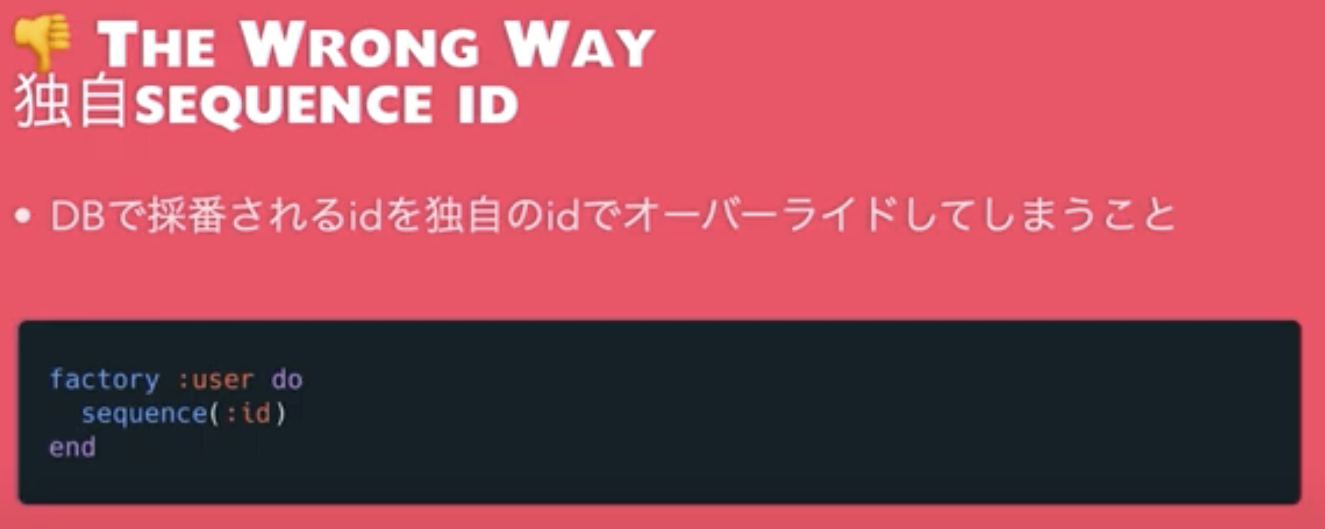 👎 THE WRONG WAY
独自SEQUENCE ID
• DBで採番されるidを独自のidでオーバーライドしてしまうこと
factory :user do
  sequence(:id)
end